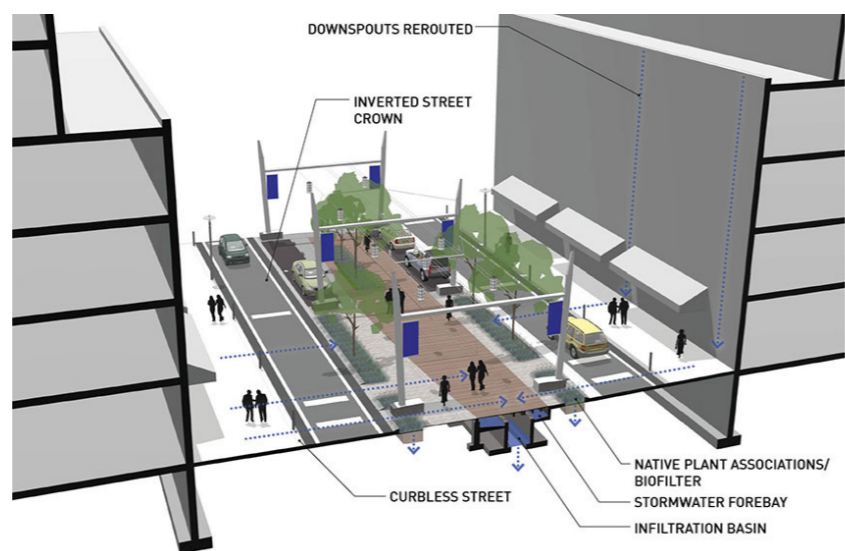 DOWNSPOUTS REROUTED
INVERTED STREET
CROWN
NATIVE PLANT ASSOCIATIONS/
BIOFILTER
CURBLESS STREET
STORMWATER FOREBAY
INFILTRATION BASIN